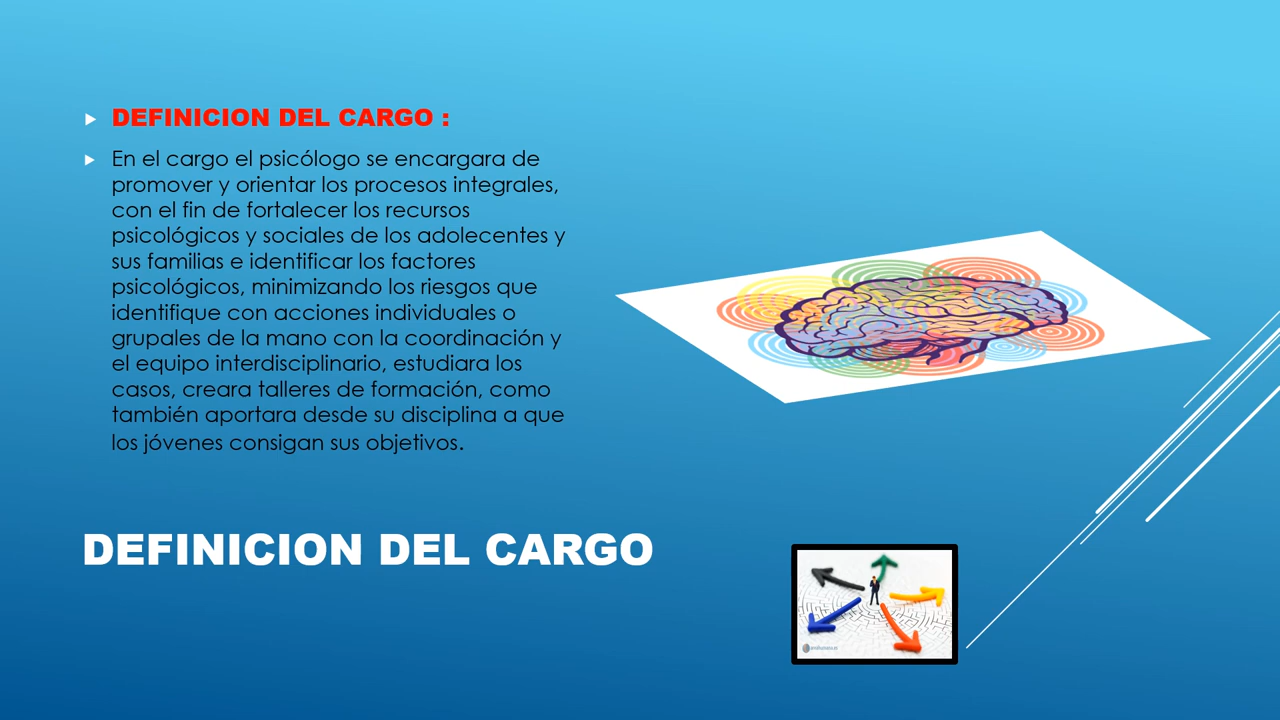 DEFINICION DEL CARGO :
En el cargo el psicólogo se encargara de
promover y orientar los procesos integrales,
con el fin de fortalecer los recursos
psicológicos y sociales de los adolecentes y
sus familias e identificar los factores
psicológicos, minimizando los riesgos que
identifique con acciones individuales o
grupales de la mano con la coordinación y
el equipo interdisciplinario, estudiara los
casos, creara talleres de formación, como
también aportara desde su disciplina a que
los jóvenes consigan sus objetivos.
DEFINICION DEL CARGO